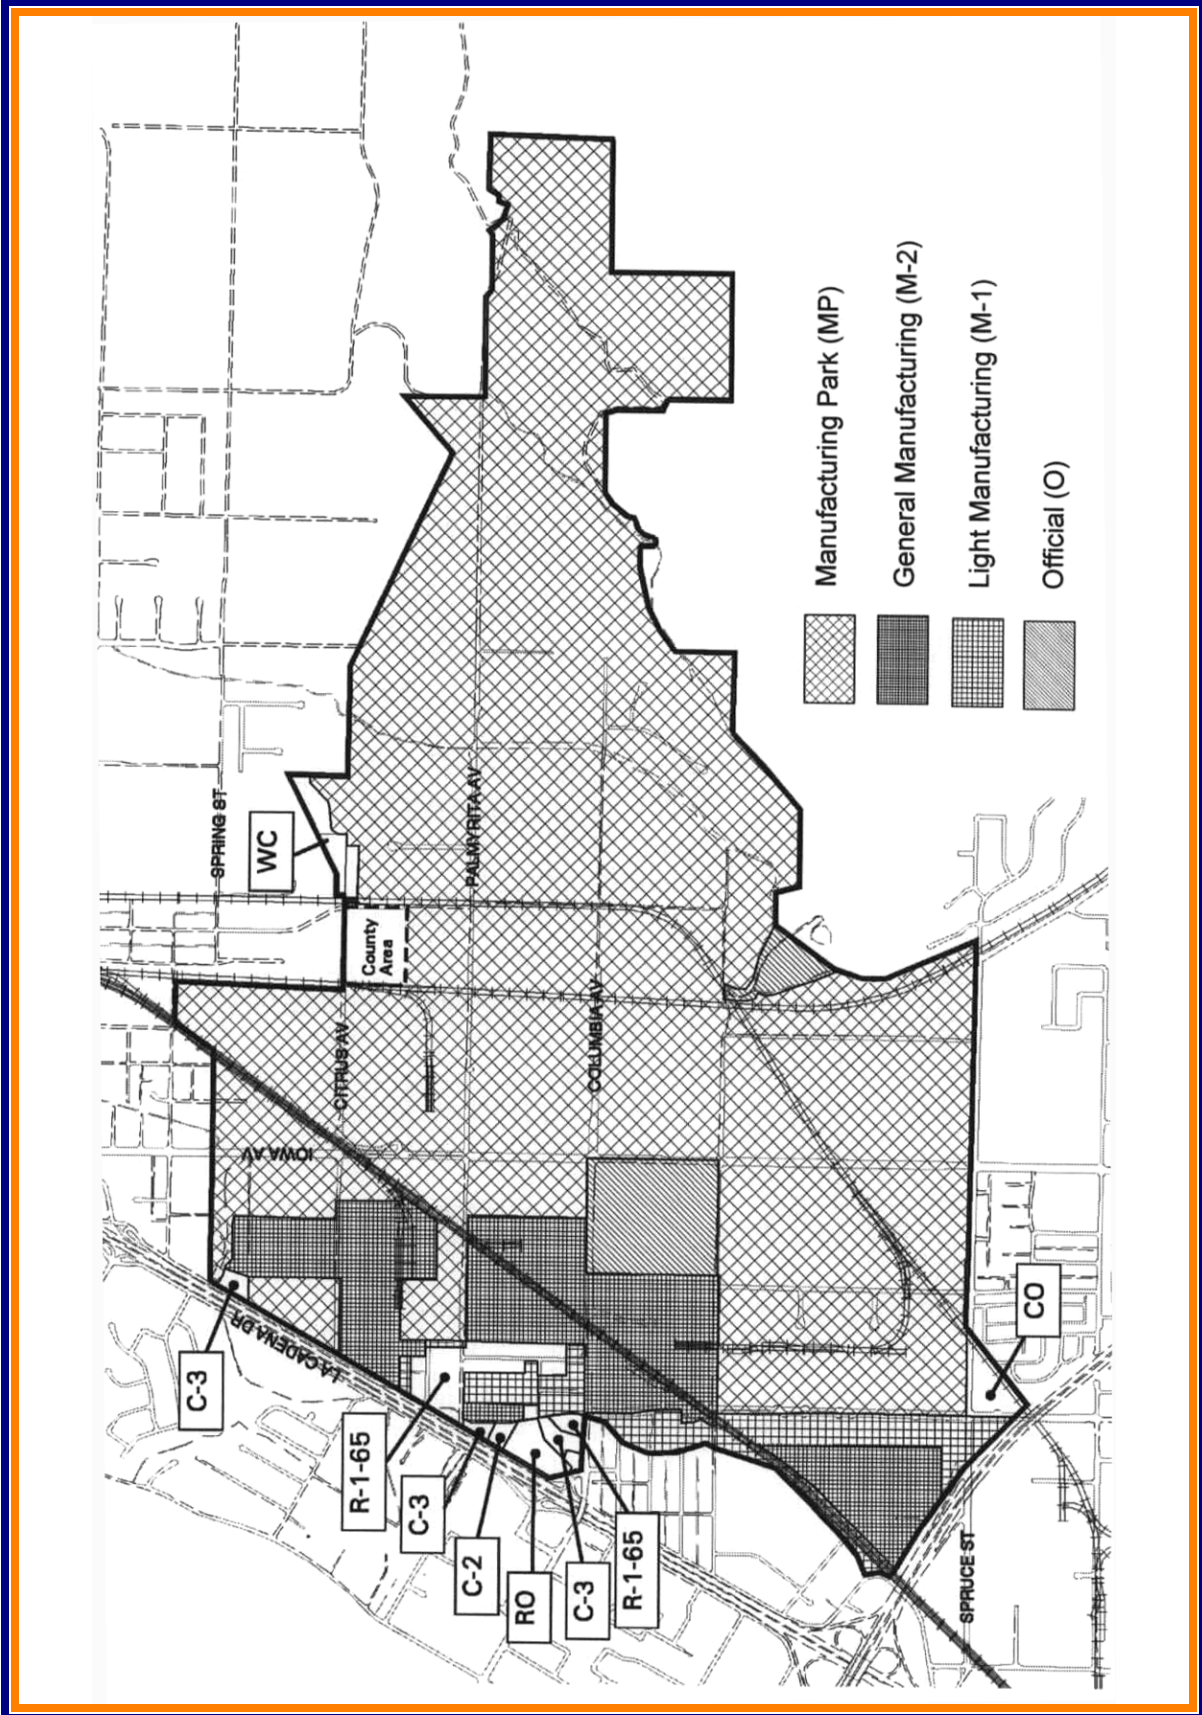 C-3
SPRING ST
WC
IOWA AV
LA CADENA DR
CITRUS AV
R-1-65
County
Area
C-3
PALMYRITA AV
C-2
RO
C-3
COLUMBIA AV
R-1-65
SPRUCE ST
CO
Manufacturing Park (MP)
General Manufacturing (M-2)
Light Manufacturing (M-1)
Official (O)